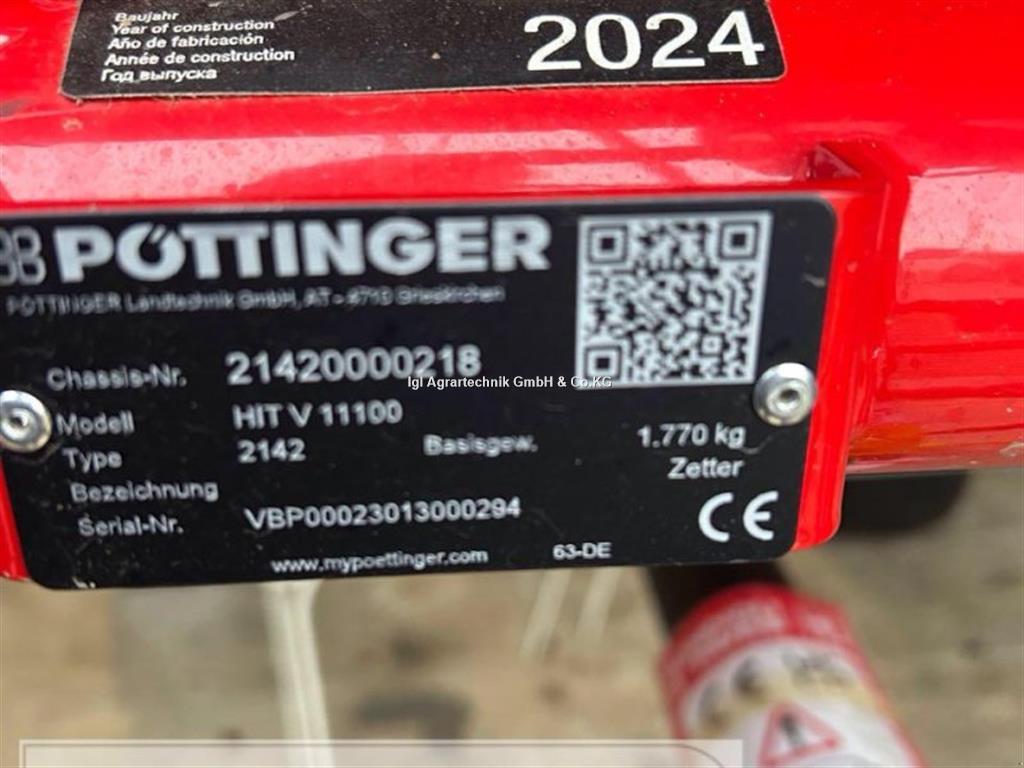 Baujahr
Year of construction
Año de fabricación
Année de construction
Год выпуска
2024
PÖTTINGER
PÖTTINGER Landtechnik GmbH, AT - 4710 Grieskirchen
Chassis-Nr. 21420000218
Igl Agrartechnik GmbH & Co.KG
Modell HIT V 11100
Type 2142 Basisgew. 1.770 kg
Bezeichnung Zetter
Serial-Nr. VBP00023013000294
CE
www.mypoettinger.com 63-DE